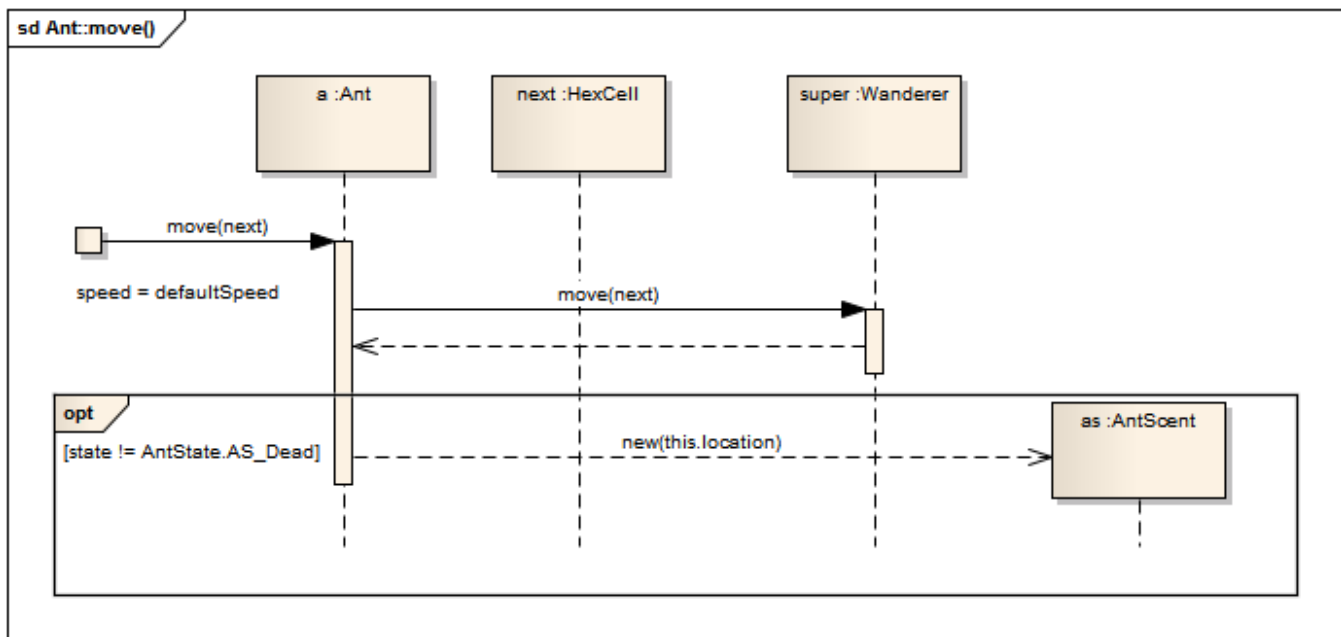 sd Ant::move()
a :Ant
next :HexCell
super :Wanderer
move(next)
speed = defaultSpeed
move(next)
opt
as :AntScent
[state != AntState.AS_Dead]
new(this.location)